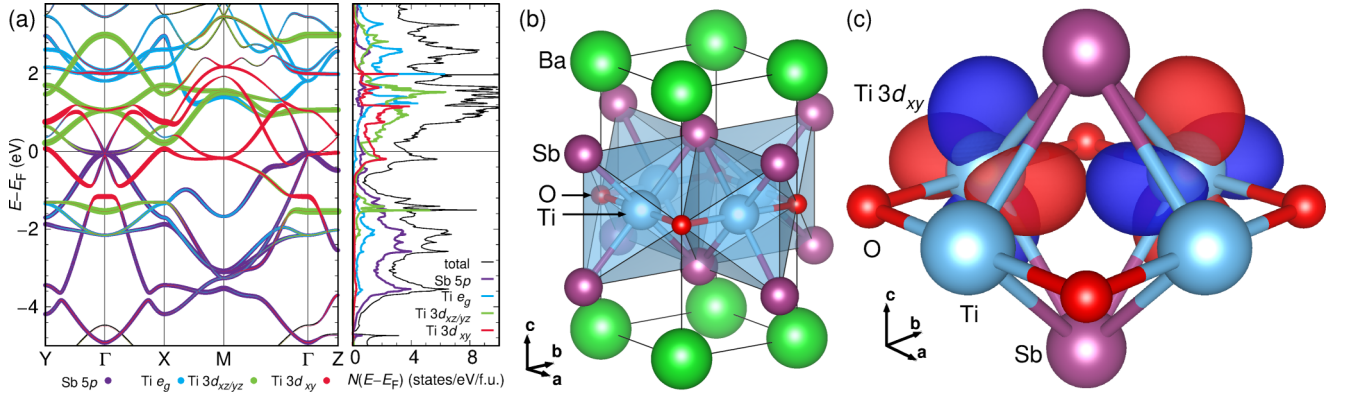 (a)
E−E_F (eV)
2
0
−2
−4
Y Γ X M Γ Z
Sb 5p Ti e_g Ti 3d_xz/yz Ti 3d_xy
total
Sb 5p
Ti e_g
Ti 3d_xz/yz
Ti 3d_xy
0 4 8
N(E−E_F) (states/eV/f.u.)
(b)
Ba
Sb
O
Ti
c
b
a
(c)
Ti 3d_xy
O
Ti
Sb
c
b
a